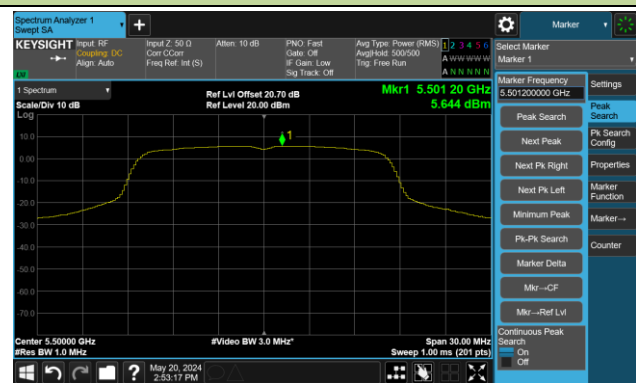 Spectrum Analyzer 1
Swept SA
+
Marker
KEYSIGHT
Input: RF
Coupling: DC
Align: Auto
Input Z: 50 Ω
Corr CCorr
Freq Ref: Int (S)
Atten: 10 dB
PNO: Fast
Gate: Off
IF Gain: Low
Sig Track: Off
Avg Type: Power (RMS)
Avg|Hold: 500/500
Trig: Free Run
1 2 3 4 5 6
A W W W W W
A N N N N N
LXI
Select Marker
Marker 1
1 Spectrum
Scale/Div 10 dB
Log
Ref Lvl Offset 20.70 dB
Ref Level 20.00 dBm
Mkr1 5.501 20 GHz
5.644 dBm
1
10.0
0.00
-10.0
-20.0
-30.0
-40.0
-50.0
-60.0
-70.0
Center 5.50000 GHz
#Res BW 1.0 MHz
#Video BW 3.0 MHz*
Span 30.00 MHz
Sweep 1.00 ms (201 pts)
Marker Frequency
5.501200000 GHz
Peak Search
Next Peak
Next Pk Right
Next Pk Left
Minimum Peak
Pk-Pk Search
Marker Delta
Mkr→CF
Mkr→Ref Lvl
Continuous Peak
Search
On
Off
Settings
Peak
Search
Pk Search
Config
Properties
Marker
Function
Marker→
Counter
?
May 20, 2024
2:53:17 PM